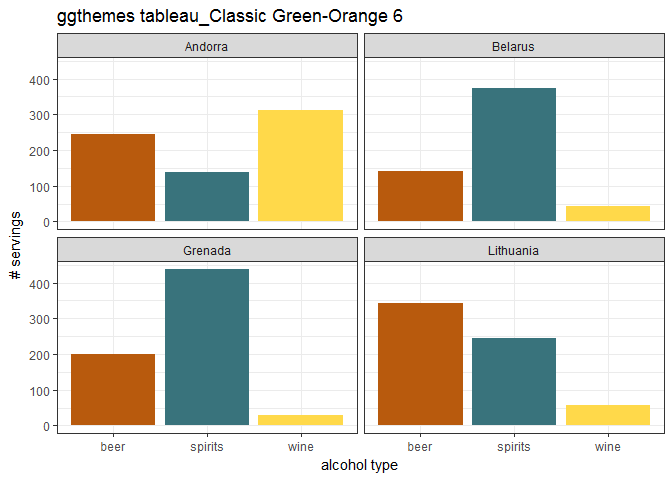 ggthemes tableau_Classic Green-Orange 6
Andorra
Belarus
400
300
200
100
0
Grenada
Lithuania
400
300
200
100
0
# servings
beer
spirits
wine
beer
spirits
wine
alcohol type